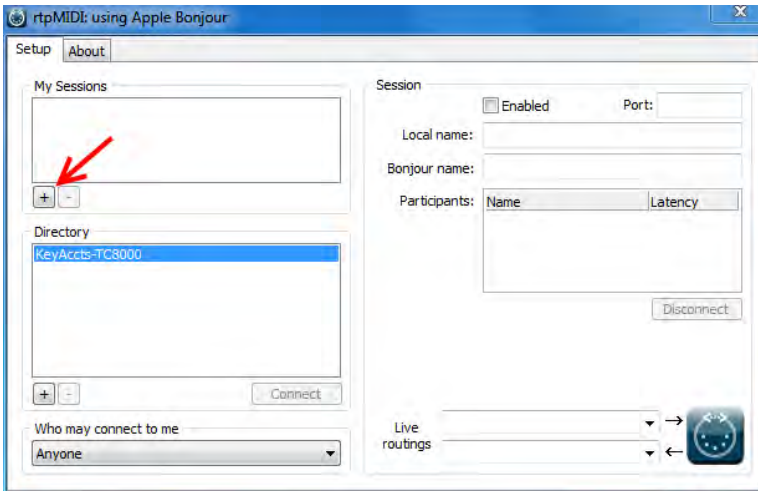 rtpMIDI: using Apple Bonjour
X
Setup About
My Sessions
+ -
Directory
KeyAccts-TC8000
+ - Connect
Who may connect to me
Anyone
Session
Enabled Port:
Local name:
Bonjour name:
Participants: Name Latency
Disconnect
Live
routings